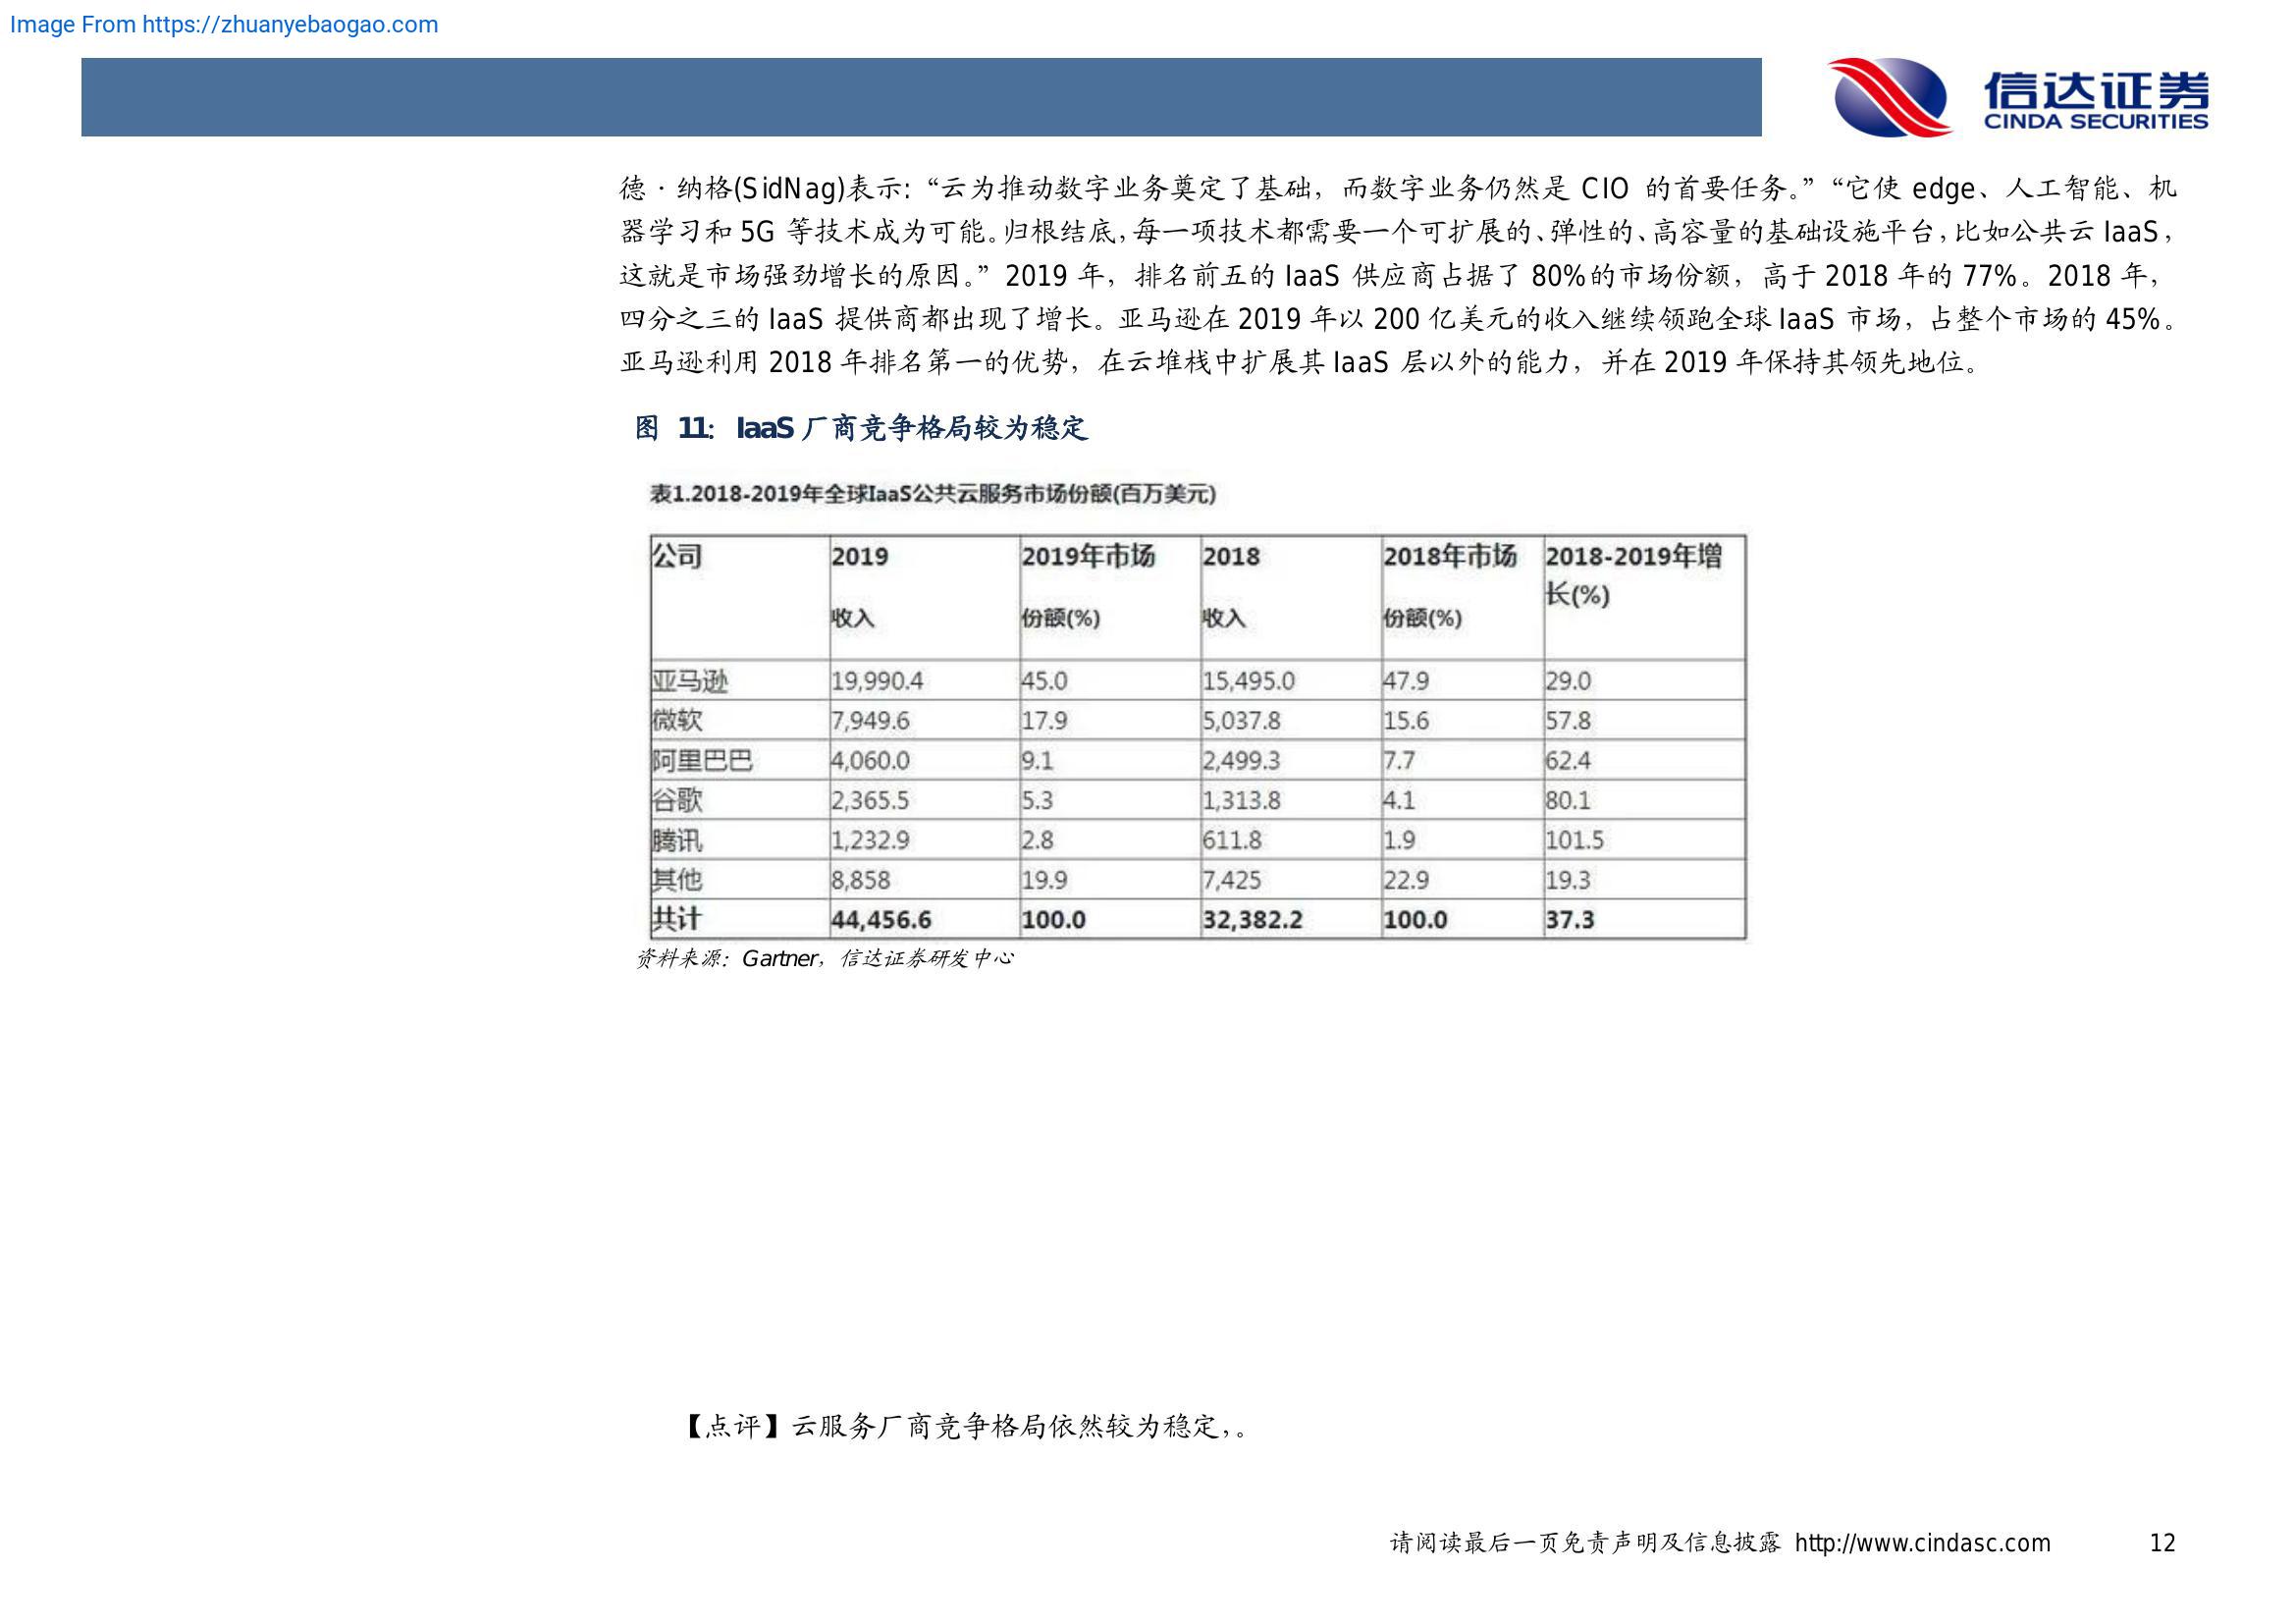 Image From https://zhuanyebaogao.com
信达证券
CINDA SECURITIES
德·纳格(SidNag)表示:“云为推动数字业务奠定了基础，而数字业务仍然是 CIO 的首要任务。”“它使 edge、人工智能、机
器学习和 5G 等技术成为可能。归根结底，每一项技术都需要一个可扩展的、弹性的、高容量的基础设施平台，比如公共云 IaaS，
这就是市场强劲增长的原因。”2019 年，排名前五的 IaaS 供应商占据了 80%的市场份额，高于 2018 年的 77%。2018 年，
四分之三的 IaaS 提供商都出现了增长。亚马逊在 2019 年以 200 亿美元的收入继续领跑全球 IaaS 市场，占整个市场的 45%。
亚马逊利用 2018 年排名第一的优势，在云堆栈中扩展其 IaaS 层以外的能力，并在 2019 年保持其领先地位。
图 11: IaaS 厂商竞争格局较为稳定
表1.2018-2019年全球IaaS公共云服务市场份额(百万美元)
公司 2019 收入 2019年市场份额(%) 2018 收入 2018年市场份额(%) 2018-2019年增长(%)
亚马逊 19,990.4 45.0 15,495.0 47.9 29.0
微软 7,949.6 17.9 5,037.8 15.6 57.8
阿里巴巴 4,060.0 9.1 2,499.3 7.7 62.4
谷歌 2,365.5 5.3 1,313.8 4.1 80.1
腾讯 1,232.9 2.8 611.8 1.9 101.5
其他 8,858 19.9 7,425 22.9 19.3
共计 44,456.6 100.0 32,382.2 100.0 37.3
资料来源：Gartner，信达证券研发中心
【点评】云服务厂商竞争格局依然较为稳定，。
请阅读最后一页免责声明及信息披露 http://www.cindasc.com 12